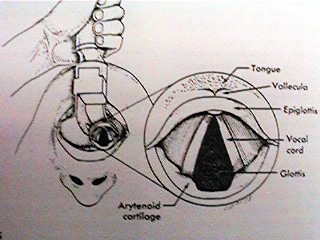 Tongue
Vallecula
Epiglottis
Vocal
cord
Glottis
Arytenoid
cartilage